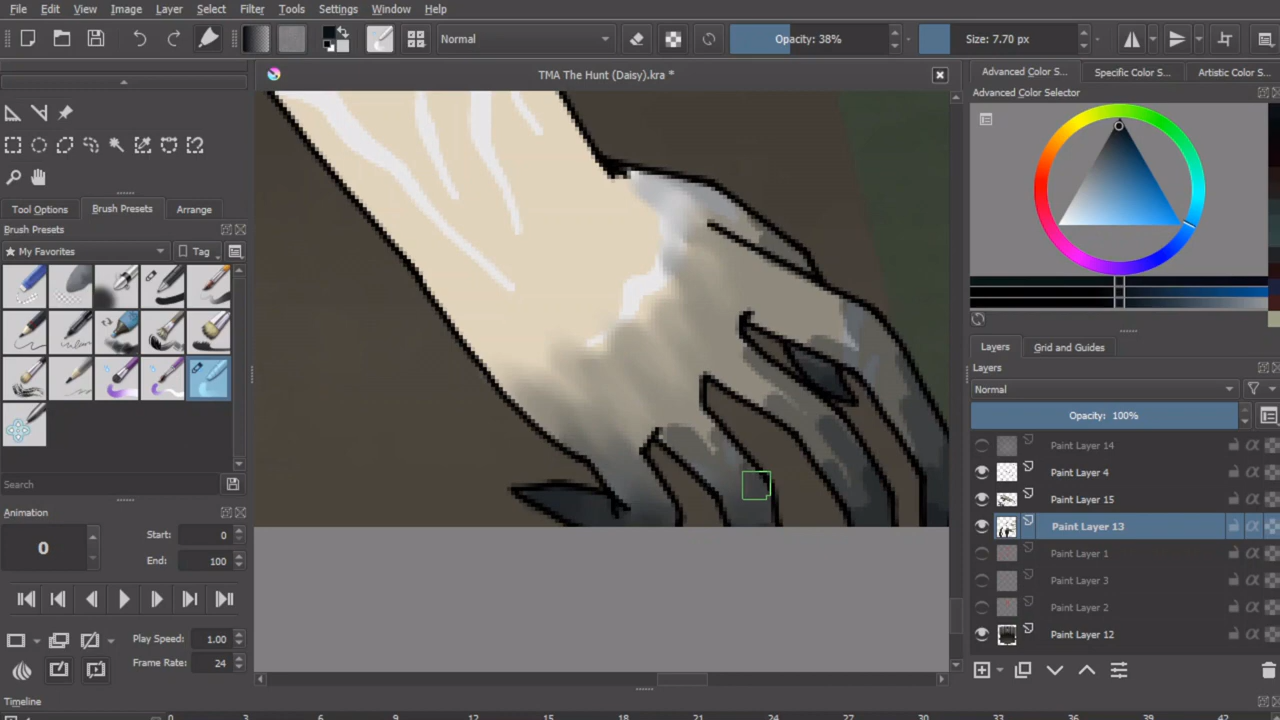 File Edit View Image Layer Select Filter Tools Settings Window Help
Normal Opacity: 38% Size: 7.70 px
TMA The Hunt (Daisy).kra *
Advanced Color S... Specific Color S... Artistic Color S...
Advanced Color Selector
Tool Options Brush Presets Arrange
Brush Presets
My Favorites Tag
Search
Animation
0 Start: 0
End: 100
Play Speed: 1.00
Frame Rate: 24
Layers Grid and Guides
Layers
Normal
Opacity: 100%
Paint Layer 14
Paint Layer 4
Paint Layer 15
Paint Layer 13
Paint Layer 1
Paint Layer 3
Paint Layer 2
Paint Layer 12
Timeline
0 3 6 9 12 15 18 21 24 27 30 33 36 39 42